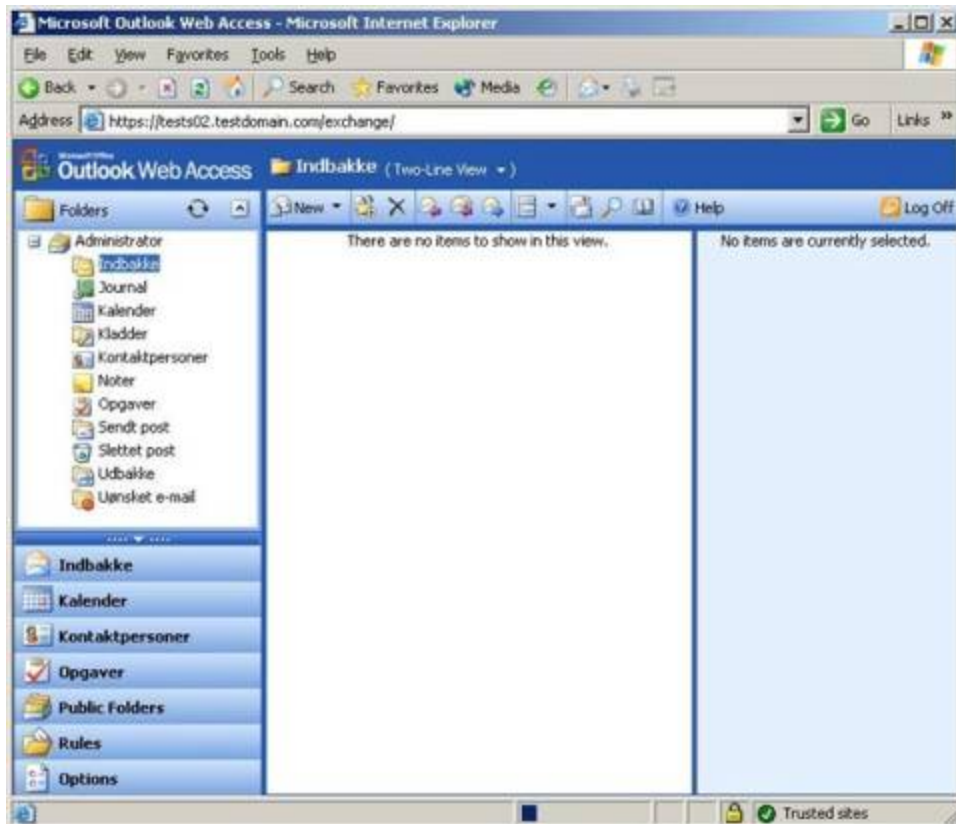 Microsoft Outlook Web Access - Microsoft Internet Explorer
File Edit View Favorites Tools Help
Back Search Favorites Media
Address https://tests02.testdomain.com/exchange/ Go Links »
Outlook Web Access Indbakke (Two-Line View)
Folders New Help Log Off
Administrator
Indbakke
Journal
Kalender
Kladder
Kontaktpersoner
Noter
Opgaver
Sendt post
Slettet post
Udbakke
Uønsket e-mail
There are no items to show in this view.
No items are currently selected.
Indbakke
Kalender
Kontaktpersoner
Opgaver
Public Folders
Rules
Options
Trusted sites